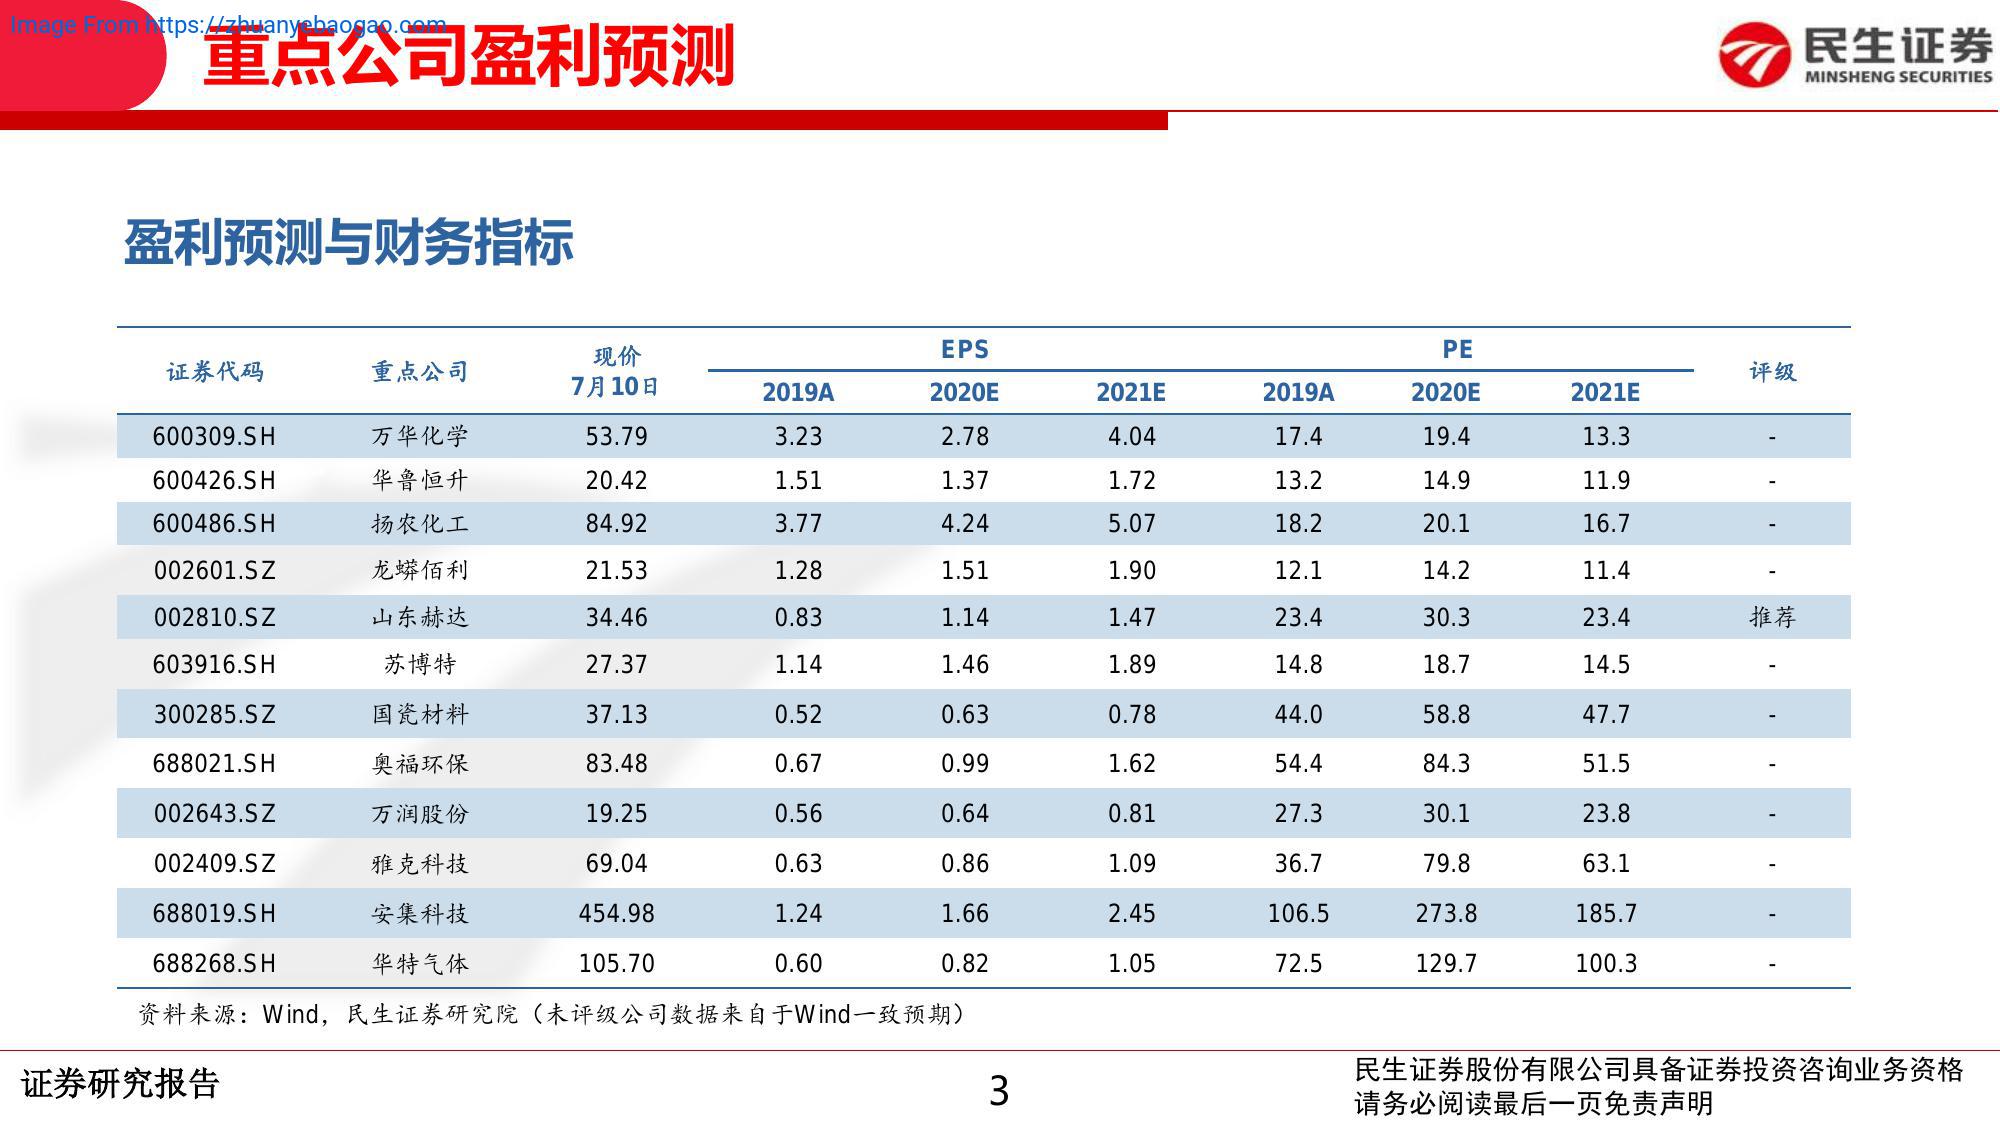 Image From https://zhuanyebaogao.com
重点公司盈利预测
民生证券
MINSHENG SECURITIES
盈利预测与财务指标
证券代码 重点公司 现价 7月10日 EPS PE 评级
2019A 2020E 2021E 2019A 2020E 2021E
600309.SH 万华化学 53.79 3.23 2.78 4.04 17.4 19.4 13.3 -
600426.SH 华鲁恒升 20.42 1.51 1.37 1.72 13.2 14.9 11.9 -
600486.SH 扬农化工 84.92 3.77 4.24 5.07 18.2 20.1 16.7 -
002601.SZ 龙蟒佰利 21.53 1.28 1.51 1.90 12.1 14.2 11.4 -
002810.SZ 山东赫达 34.46 0.83 1.14 1.47 23.4 30.3 23.4 推荐
603916.SH 苏博特 27.37 1.14 1.46 1.89 14.8 18.7 14.5 -
300285.SZ 国瓷材料 37.13 0.52 0.63 0.78 44.0 58.8 47.7 -
688021.SH 奥福环保 83.48 0.67 0.99 1.62 54.4 84.3 51.5 -
002643.SZ 万润股份 19.25 0.56 0.64 0.81 27.3 30.1 23.8 -
002409.SZ 雅克科技 69.04 0.63 0.86 1.09 36.7 79.8 63.1 -
688019.SH 安集科技 454.98 1.24 1.66 2.45 106.5 273.8 185.7 -
688268.SH 华特气体 105.70 0.60 0.82 1.05 72.5 129.7 100.3 -
资料来源：Wind，民生证券研究院（未评级公司数据来自于Wind一致预期）
证券研究报告
3
民生证券股份有限公司具备证券投资咨询业务资格
请务必阅读最后一页免责声明